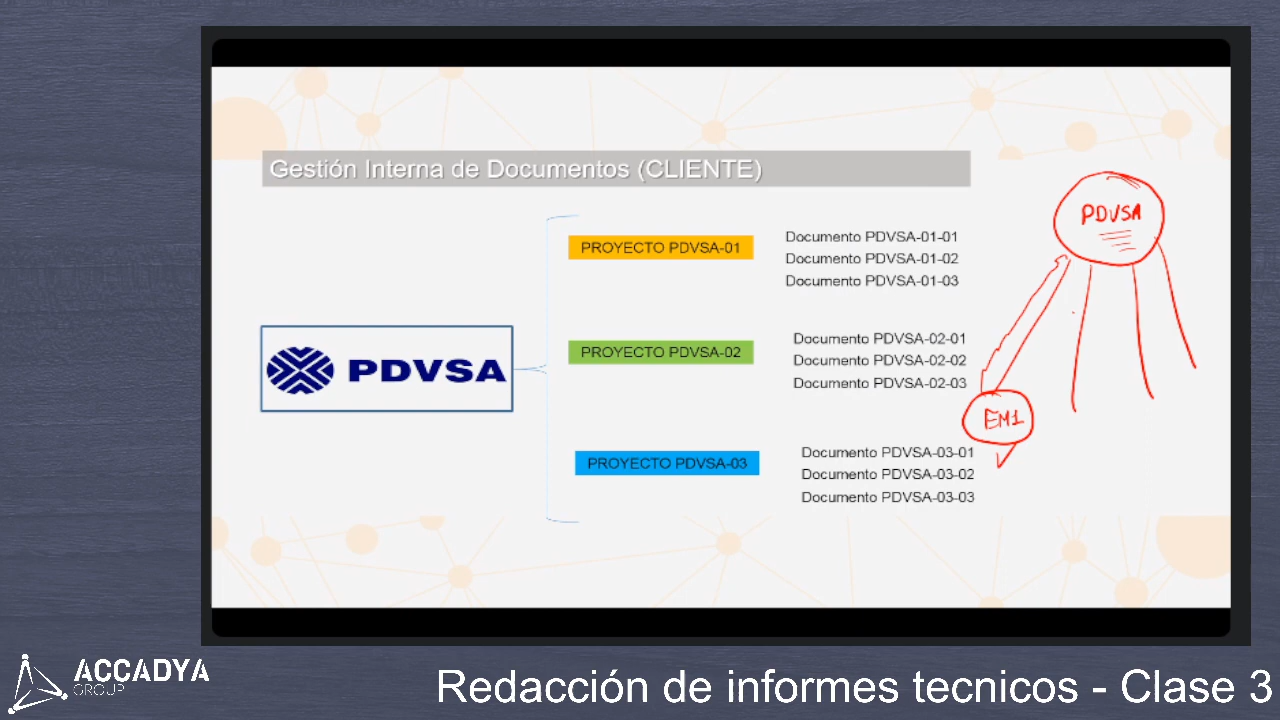 Gestión Interna de Documentos (CLIENTE)
PDVSA
PROYECTO PDVSA-01
Documento PDVSA-01-01
Documento PDVSA-01-02
Documento PDVSA-01-03
PDVSA
PROYECTO PDVSA-02
Documento PDVSA-02-01
Documento PDVSA-02-02
Documento PDVSA-02-03
EM1
PROYECTO PDVSA-03
Documento PDVSA-03-01
Documento PDVSA-03-02
Documento PDVSA-03-03
ACCADYA
GROUP
Redacción de informes tecnicos - Clase 3